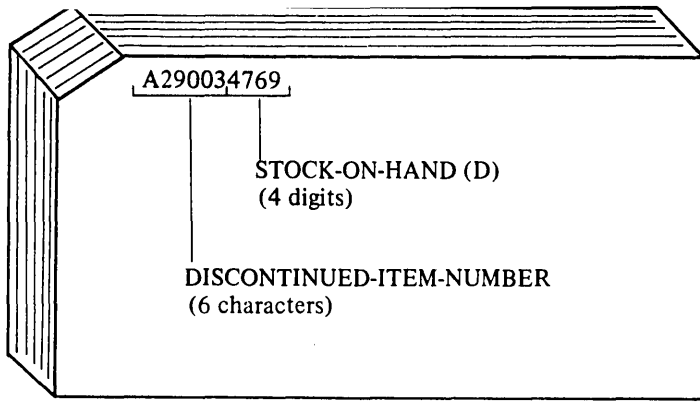 A290034769
STOCK-ON-HAND (D)
(4 digits)
DISCONTINUED-ITEM-NUMBER
(6 characters)